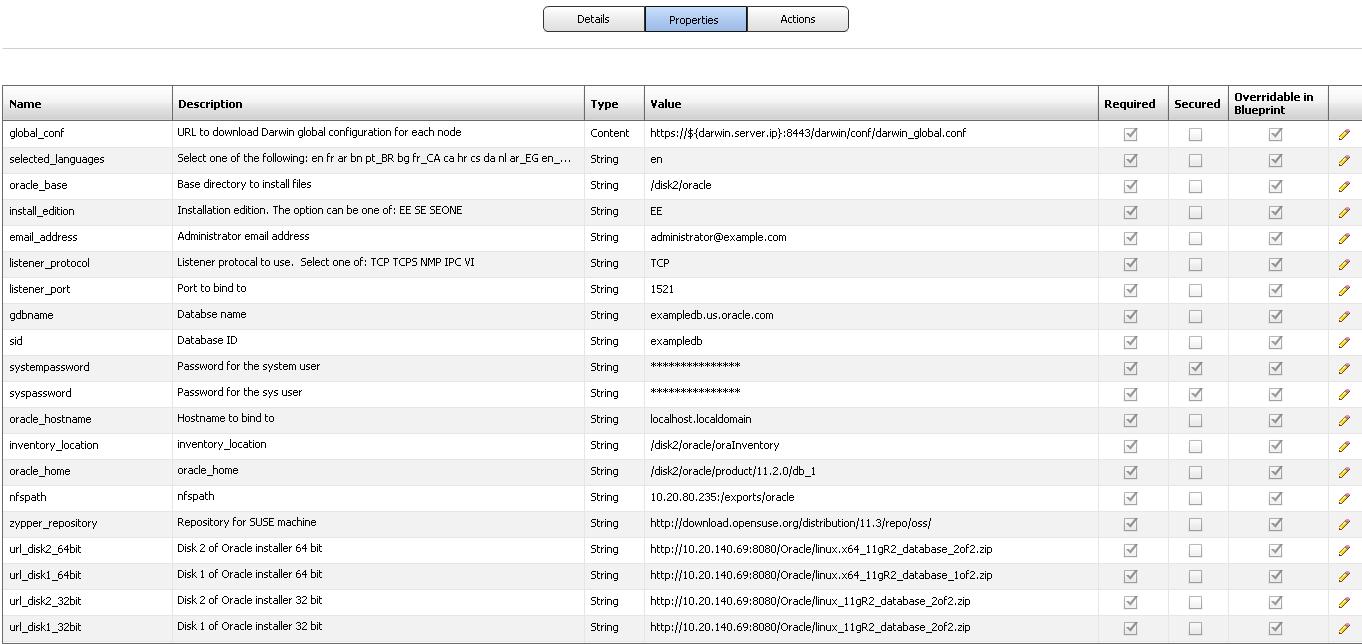 Details Properties Actions
Name Description Type Value Required Secured Overridable in Blueprint
global_conf URL to download Darwin global configuration for each node Content https://${darwin.server.ip}:8443/darwin/conf/darwin_global.conf
selected_languages Select one of the following: en fr ar bn pt_BR bg fr_CA ca hr cs da nl ar_EG en_... String en
oracle_base Base directory to install files String /disk2/oracle
install_edition Installation edition. The option can be one of: EE SE SEONE String EE
email_address Administrator email address String administrator@example.com
listener_protocol Listener protocal to use.  Select one of: TCP TCPS NMP IPC VI String TCP
listener_port Port to bind to String 1521
gdbname Databse name String exampledb.us.oracle.com
sid Database ID String exampledb
systempassword Password for the system user String ***************
syspassword Password for the sys user String ***************
oracle_hostname Hostname to bind to String localhost.localdomain
inventory_location inventory_location String /disk2/oracle/oraInventory
oracle_home oracle_home String /disk2/oracle/product/11.2.0/db_1
nfspath nfspath String 10.20.80.235:/exports/oracle
zypper_repository Repository for SUSE machine String http://download.opensuse.org/distribution/11.3/repo/oss/
url_disk2_64bit Disk 2 of Oracle installer 64 bit String http://10.20.140.69:8080/Oracle/linux.x64_11gR2_database_2of2.zip
url_disk1_64bit Disk 1 of Oracle installer 64 bit String http://10.20.140.69:8080/Oracle/linux.x64_11gR2_database_1of2.zip
url_disk2_32bit Disk 2 of Oracle installer 32 bit String http://10.20.140.69:8080/Oracle/linux_11gR2_database_2of2.zip
url_disk1_32bit Disk 1 of Oracle installer 32 bit String http://10.20.140.69:8080/Oracle/linux_11gR2_database_2of2.zip